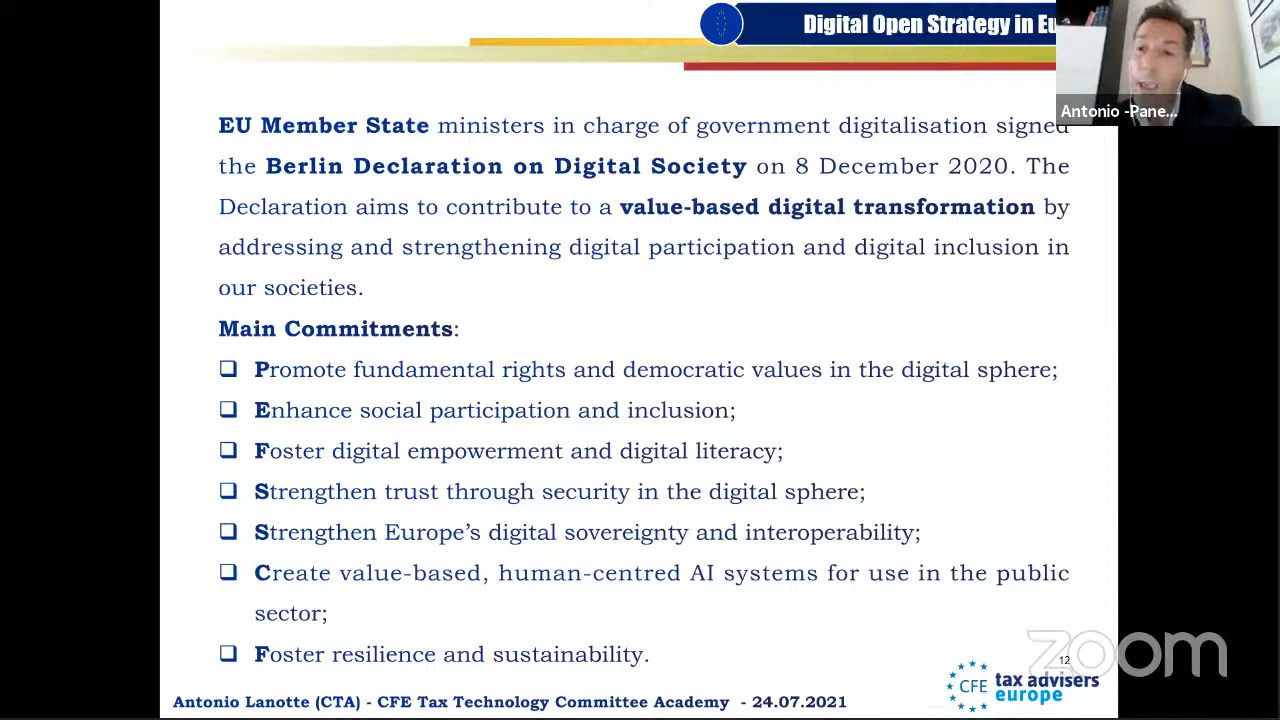 Digital Open Strategy in Eu
Antonio -Pane...
EU Member State ministers in charge of government digitalisation signed
the Berlin Declaration on Digital Society on 8 December 2020. The
Declaration aims to contribute to a value-based digital transformation by
addressing and strengthening digital participation and digital inclusion in
our societies.
Main Commitments:
❑ Promote fundamental rights and democratic values in the digital sphere;
❑ Enhance social participation and inclusion;
❑ Foster digital empowerment and digital literacy;
❑ Strengthen trust through security in the digital sphere;
❑ Strengthen Europe’s digital sovereignty and interoperability;
❑ Create value-based, human-centred AI systems for use in the public
sector;
❑ Foster resilience and sustainability.
zoom
12
CFE tax advisers
europe
Antonio Lanotte (CTA) - CFE Tax Technology Committee Academy - 24.07.2021